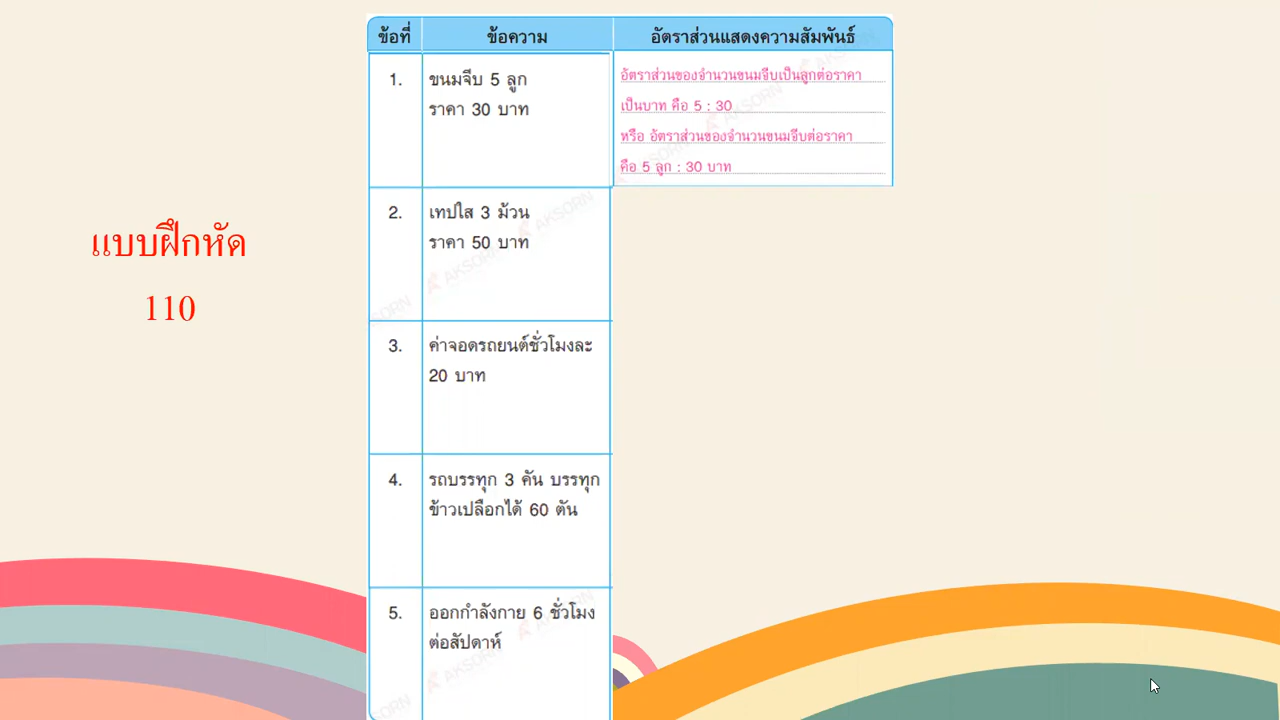 ข้อที่ ข้อความ อัตราส่วนแสดงความสัมพันธ์
1. ขนมจีบ 5 ลูก
ราคา 30 บาท
อัตราส่วนของจำนวนขนมจีบเป็นลูกต่อราคา
เป็นบาท คือ 5 : 30
หรือ อัตราส่วนของจำนวนขนมจีบต่อราคา
คือ 5 ลูก : 30 บาท
2. เทปใส 3 ม้วน
ราคา 50 บาท
แบบฝึกหัด
110
3. ค่าจอดรถยนต์ชั่วโมงละ
20 บาท
4. รถบรรทุก 3 คัน บรรทุก
ข้าวเปลือกได้ 60 ตัน
5. ออกกำลังกาย 6 ชั่วโมง
ต่อสัปดาห์
AKSORN
AKSORN
AKSORN
AKSORN
AKSORN